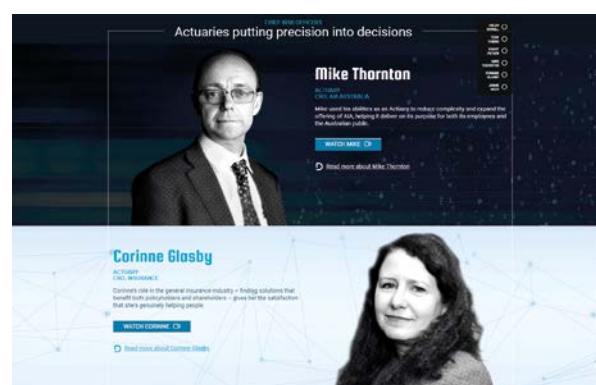 CHIEF RISK OFFICERS
Actuaries putting precision into decisions
Mike Thornton
ACTUARY
CRO, AIA AUSTRALIA
Mike used his abilities as an Actuary to reduce complexity and expand the
offering of AIA, helping it deliver on its purpose for both its employees and
the Australian public.
WATCH MIKE
Read more about Mike Thornton
MIKE
THORNTON
Corinne Glasby
ACTUARY
CRO, INSURANCE
Corinne's role in the general insurance industry – finding solutions that
benefit both policyholders and shareholders – gives her the satisfaction
that she's genuinely helping people.
WATCH CORINNE
Read more about Corinne Glasby